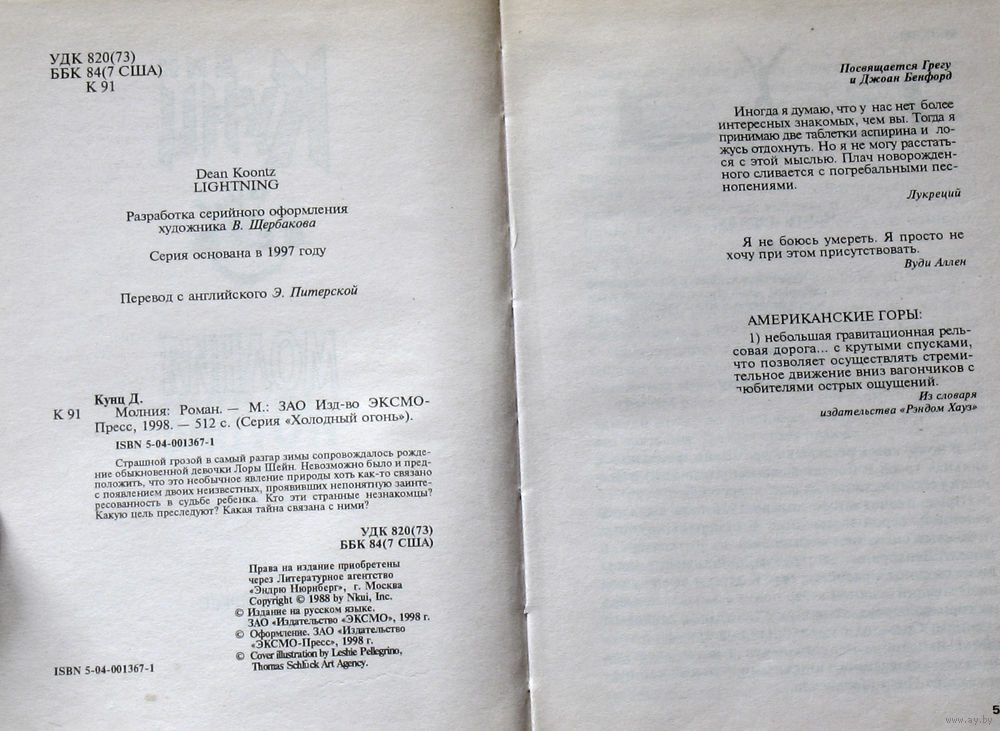 УДК 820(73)
ББК 84(7 США)
К 91
Dean Koontz
LIGHTNING
Разработка серийного оформления
художника В. Щербакова
Серия основана в 1997 году
Перевод с английского Э. Питерской
Кунц Д.
К 91 Молния: Роман. — М.: ЗАО Изд-во ЭКСМО-
Пресс, 1998. — 512 с. (Серия «Холодный огонь»).
ISBN 5-04-001367-1
Страшной грозой в самый разгар зимы сопровождалось рожде-
ние обыкновенной девочки Лоры Шейн. Невозможно было и пред-
положить, что это необычное явление природы хоть как-то связано
с появлением двоих неизвестных, проявивших непонятную заинте-
ресованность в судьбе ребенка. Кто эти странные незнакомцы?
Какую цель преследуют? Какая тайна связана с ними?
УДК 820(73)
ББК 84(7 США)
Права на издание приобретены
через Литературное агентство
«Эндрю Нюрнберг», г. Москва
Copyright © 1988 by Nkui, Inc.
© Издание на русском языке.
ЗАО «Издательство «ЭКСМО», 1998 г.
© Оформление. ЗАО «Издательство
«ЭКСМО-Пресс», 1998 г.
© Cover illustration by Leslie Pellegrino,
Thomas Schlück Art Agency.
ISBN 5-04-001367-1
Посвящается Грегу
и Джоан Бенфорд
Иногда я думаю, что у нас нет более
интересных знакомых, чем вы. Тогда я
принимаю две таблетки аспирина и ло-
жусь отдохнуть. Но я не могу расстать-
ся с этой мыслью. Плач новорожден-
ного сливается с погребальными пес-
нопениями.
Лукреций
Я не боюсь умереть. Я просто не
хочу при этом присутствовать.
Вуди Аллен
АМЕРИКАНСКИЕ ГОРЫ:
1) небольшая гравитационная рель-
совая дорога... с крутыми спусками,
что позволяет осуществлять стреми-
тельное движение вниз вагончиков с
любителями острых ощущений.
Из словаря
издательства «Рэндом Хауз»
5
www.ay.by